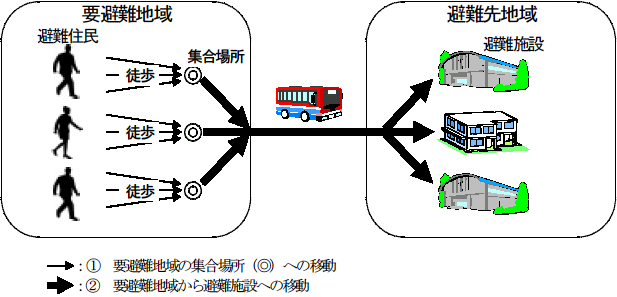 要避難地域
避難先地域
避難住民
集合場所
避難施設
徒歩
徒歩
徒歩
：① 要避難地域の集合場所（◎）への移動
：② 要避難地域から避難施設への移動